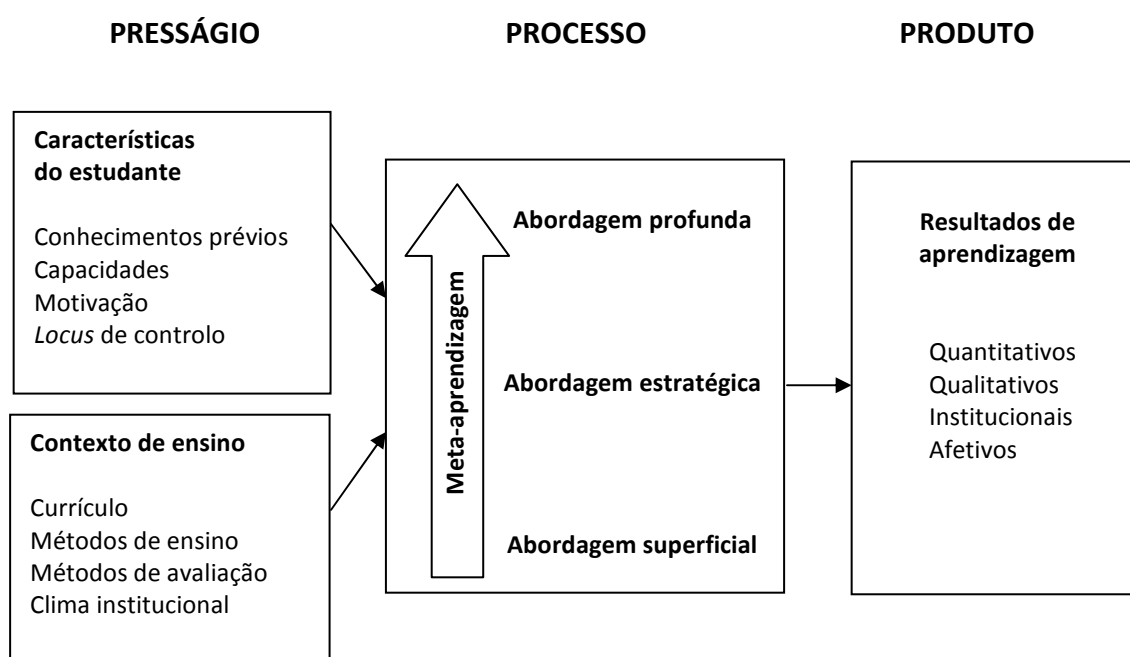 PRESSÁGIO
PROCESSO
PRODUTO
Características
do estudante
Conhecimentos prévios
Capacidades
Motivação
Locus de controlo
Contexto de ensino
Currículo
Métodos de ensino
Métodos de avaliação
Clima institucional
Meta-aprendizagem
Abordagem profunda
Abordagem estratégica
Abordagem superficial
Resultados de
aprendizagem
Quantitativos
Qualitativos
Institucionais
Afetivos